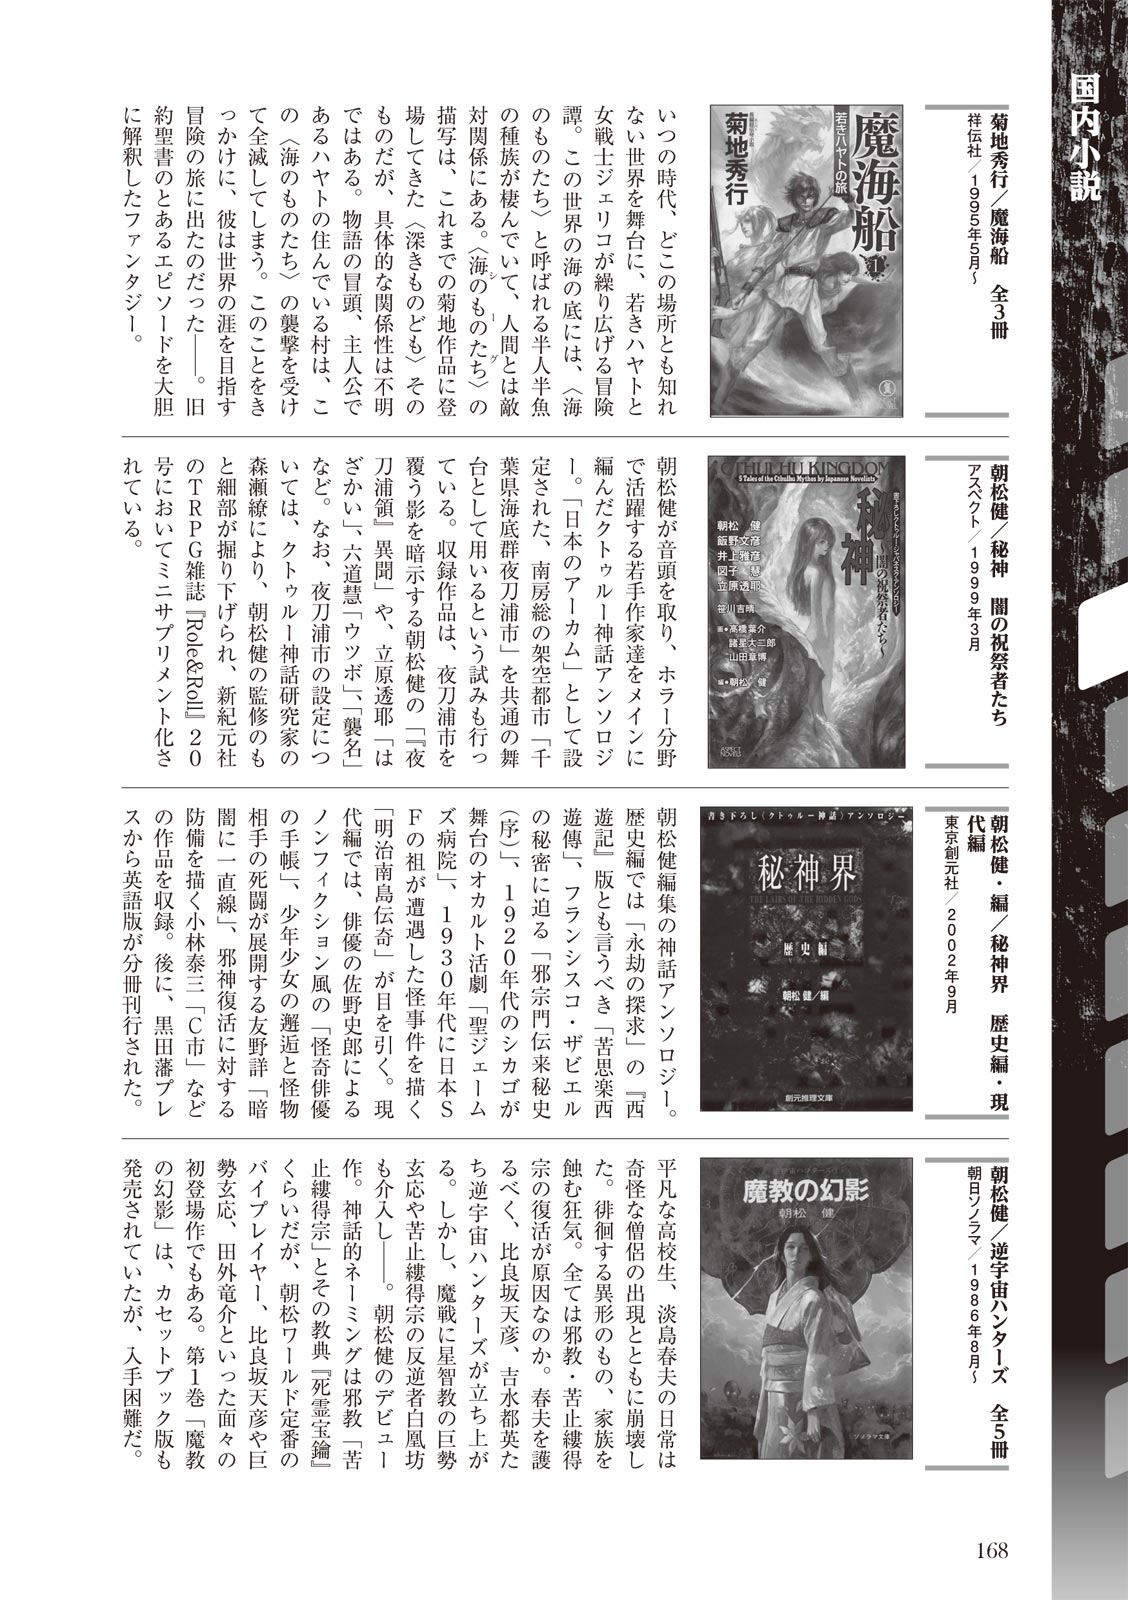 国内小説
菊地秀行／魔海船　全3冊
祥伝社／1995年5月〜
魔海船
1
若きハヤトの旅
菊地秀行
いつの時代、どこの場所とも知れ
ない世界を舞台に、若きハヤトと
女戦士ジェリコが繰り広げる冒険
譚。この世界の海の底には、〈海
のものたち〉と呼ばれる半人半魚
の種族が棲んでいて、人間とは敵
対関係にある。〈海のものたち〉の
シーグ
描写は、これまでの菊地作品に登
場してきた〈深きものども〉その
ものだが、具体的な関係性は不明
ではある。物語の冒頭、主人公で
あるハヤトの住んでいる村は、こ
の〈海のものたち〉の襲撃を受け
て全滅してしまう。このことをき
っかけに、彼は世界の涯を目指す
冒険の旅に出たのだった――。旧
約聖書のとあるエピソードを大胆
に解釈したファンタジー。
朝松健／秘神　闇の祝祭者たち
アスペクト／1999年3月
CTHULHU KINGDOM
5 Tales of the Cthulhu Mythos by Japanese Novelists
書下ろしクトゥルー・ジャパネスク・アンソロジー
秘神
〜闇の祝祭者たち〜
朝松　健
飯野文彦
井上雅彦
図子　慧
立原透耶
笹川吉晴
画●高橋葉介
諸星大二郎
山田章博
編●朝松　健
ASPECT NOVELS
朝松健が音頭を取り、ホラー分野
で活躍する若手作家達をメインに
編んだクトゥルー神話アンソロジ
ー。「日本のアーカム」として設
定された、南房総の架空都市「千
葉県海底群夜刀浦市」を共通の舞
台として用いるという試みも行っ
ている。収録作品は、夜刀浦市を
覆う影を暗示する朝松健の「『夜
刀浦領』異聞」や、立原透耶「は
ざかい」、六道慧「ウツボ」、「襲名」
など。なお、夜刀浦市の設定につ
いては、クトゥルー神話研究家の
森瀬繚により、朝松健の監修のも
と細部が掘り下げられ、新紀元社
のTRPG雑誌『Role&Roll』20
号においてミニサプリメント化さ
れている。
朝松健・編／秘神界　歴史編・現
代編
東京創元社／2002年9月
書き下ろし〈クトゥルー神話〉アンソロジー
秘神界
THE LAIRS OF THE HIDDEN GODS
歴史編
朝松 健／編
創元推理文庫
朝松健編集の神話アンソロジー。
歴史編では「永劫の探求」の『西
遊記』版とも言うべき「苦思楽西
遊傳」、フランシスコ・ザビエル
の秘密に迫る「邪宗門伝来秘史
（序）」、1920年代のシカゴが
舞台のオカルト活劇「聖ジェーム
ズ病院」、1930年代に日本S
Fの祖が遭遇した怪事件を描く
「明治南島伝奇」が目を引く。現
代編では、俳優の佐野史郎による
ノンフィクション風の「怪奇俳優
の手帳」、少年少女の邂逅と怪物
相手の死闘が展開する友野詳「暗
闇に一直線」、邪神復活に対する
防備を描く小林泰三「C市」など
の作品を収録。後に、黒田藩プレ
スから英語版が分冊刊行された。
朝松健／逆宇宙ハンターズ　全5冊
朝日ソノラマ／1986年8月〜
魔教の幻影
朝松　健
ソノラマ文庫
平凡な高校生、淡島春夫の日常は
奇怪な僧侶の出現とともに崩壊し
た。徘徊する異形のもの、家族を
蝕む狂気。全ては邪教・苦止縷得
宗の復活が原因なのか。春夫を護
るべく、比良坂天彦、吉水都英た
ち逆宇宙ハンターズが立ち上が
る。しかし、魔戦に星智教の巨勢
玄応や苦止縷得宗の反逆者白凰坊
も介入し――。朝松健のデビュー
作。神話的ネーミングは邪教「苦
止縷得宗」とその教典『死霊宝鑰』
くらいだが、朝松ワールド定番の
バイプレイヤー、比良坂天彦や巨
勢玄応、田外竜介といった面々の
初登場作でもある。第1巻「魔教
の幻影」は、カセットブック版も
発売されていたが、入手困難だ。
168